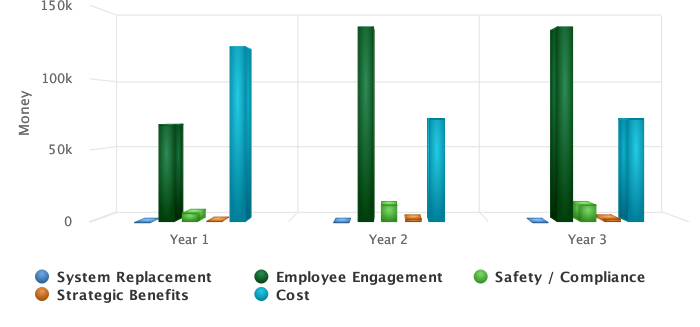 150k
100k
50k
0
Money
Year 1 Year 2 Year 3
System Replacement Employee Engagement Safety / Compliance
Strategic Benefits Cost